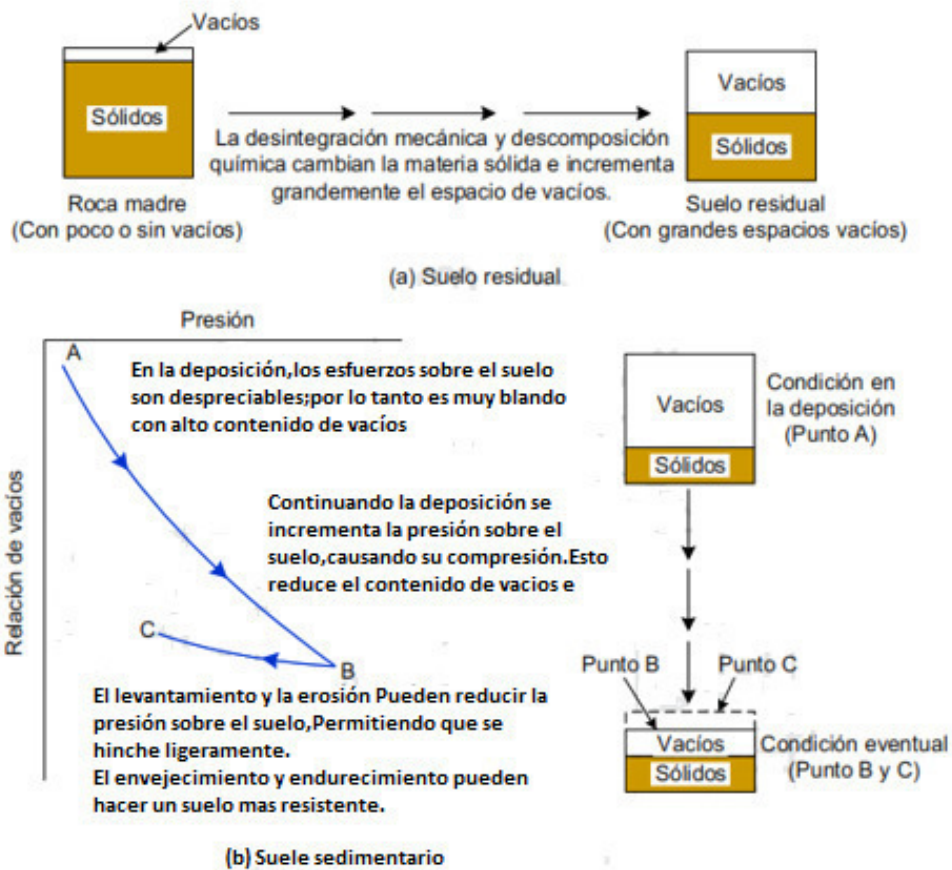 Vacíos
Sólidos
Roca madre
(Con poco o sin vacíos)
La desintegración mecánica y descomposición
química cambian la materia sólida e incrementa
grandemente el espacio de vacíos.
Vacíos
Sólidos
Suelo residual
(Con grandes espacios vacíos)
(a) Suelo residual
Presión
Relación de vacíos
A
En la deposición,los esfuerzos sobre el suelo
son despreciables;por lo tanto es muy blando
con alto contenido de vacíos
Continuando la deposición se
incrementa la presión sobre el
suelo,causando su compresión.Esto
reduce el contenido de vacios e
C
B
El levantamiento y la erosión Pueden reducir la
presión sobre el suelo,Permitiendo que se
hinche ligeramente.
El envejecimiento y endurecimiento pueden
hacer un suelo mas resistente.
Vacíos
Sólidos
Condición en
la deposición
(Punto A)
Punto B
Punto C
Vacíos
Sólidos
Condición eventual
(Punto B y C)
(b) Suele sedimentario